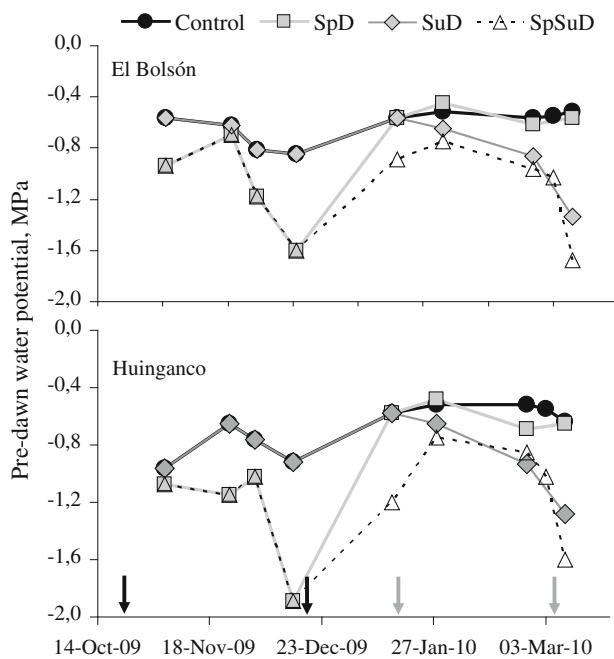 Control SpD SuD SpSuD
0,0
El Bolsón
-0,4
-0,8
-1,2
-1,6
-2,0
Pre-dawn water potential, MPa
0,0
Huinganco
-0,4
-0,8
-1,2
-1,6
-2,0
14-Oct-09 18-Nov-09 23-Dec-09 27-Jan-10 03-Mar-10